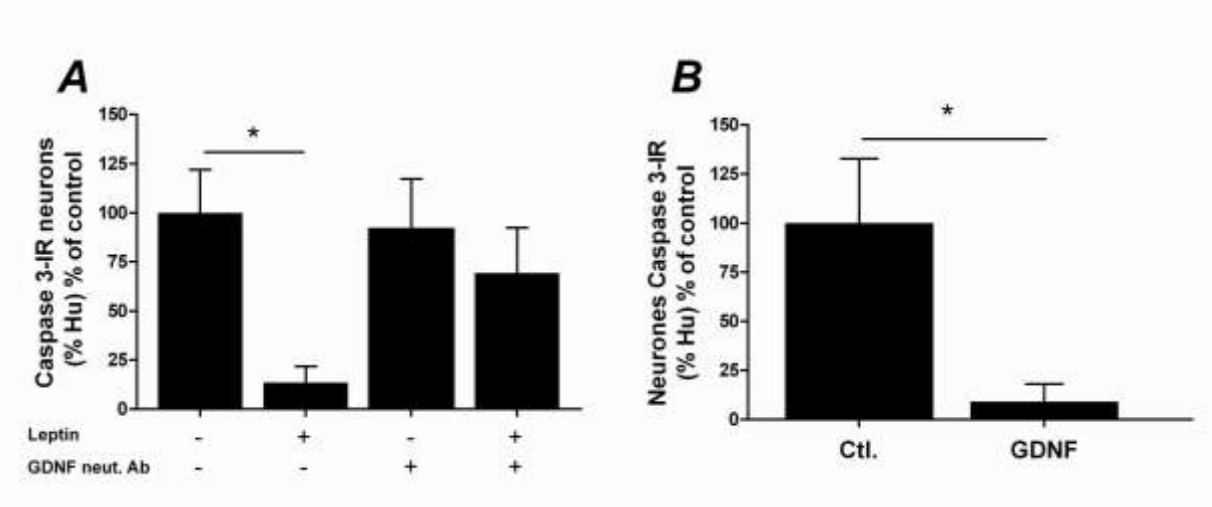 A
Caspase 3-IR neurons
(% Hu) % of control
150
125
100
75
50
25
0
*
Leptin - + - +
GDNF neut. Ab - - + +
B
Neurones Caspase 3-IR
(% Hu) % of control
150
125
100
75
50
25
0
*
Ctl. GDNF